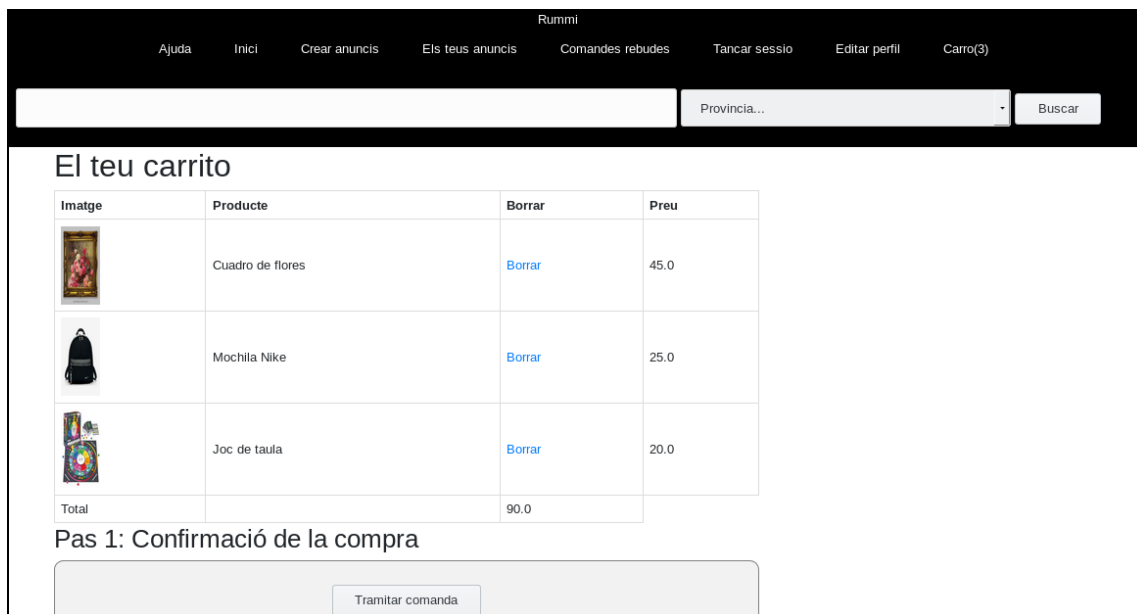 Rummi
Ajuda Inici Crear anuncis Els teus anuncis Comandes rebudes Tancar sessio Editar perfil Carro(3)
Provincia... Buscar
El teu carrito
Imatge Producte Borrar Preu
Cuadro de flores Borrar 45.0
Mochila Nike Borrar 25.0
Joc de taula Borrar 20.0
Total 90.0
Pas 1: Confirmació de la compra
Tramitar comanda